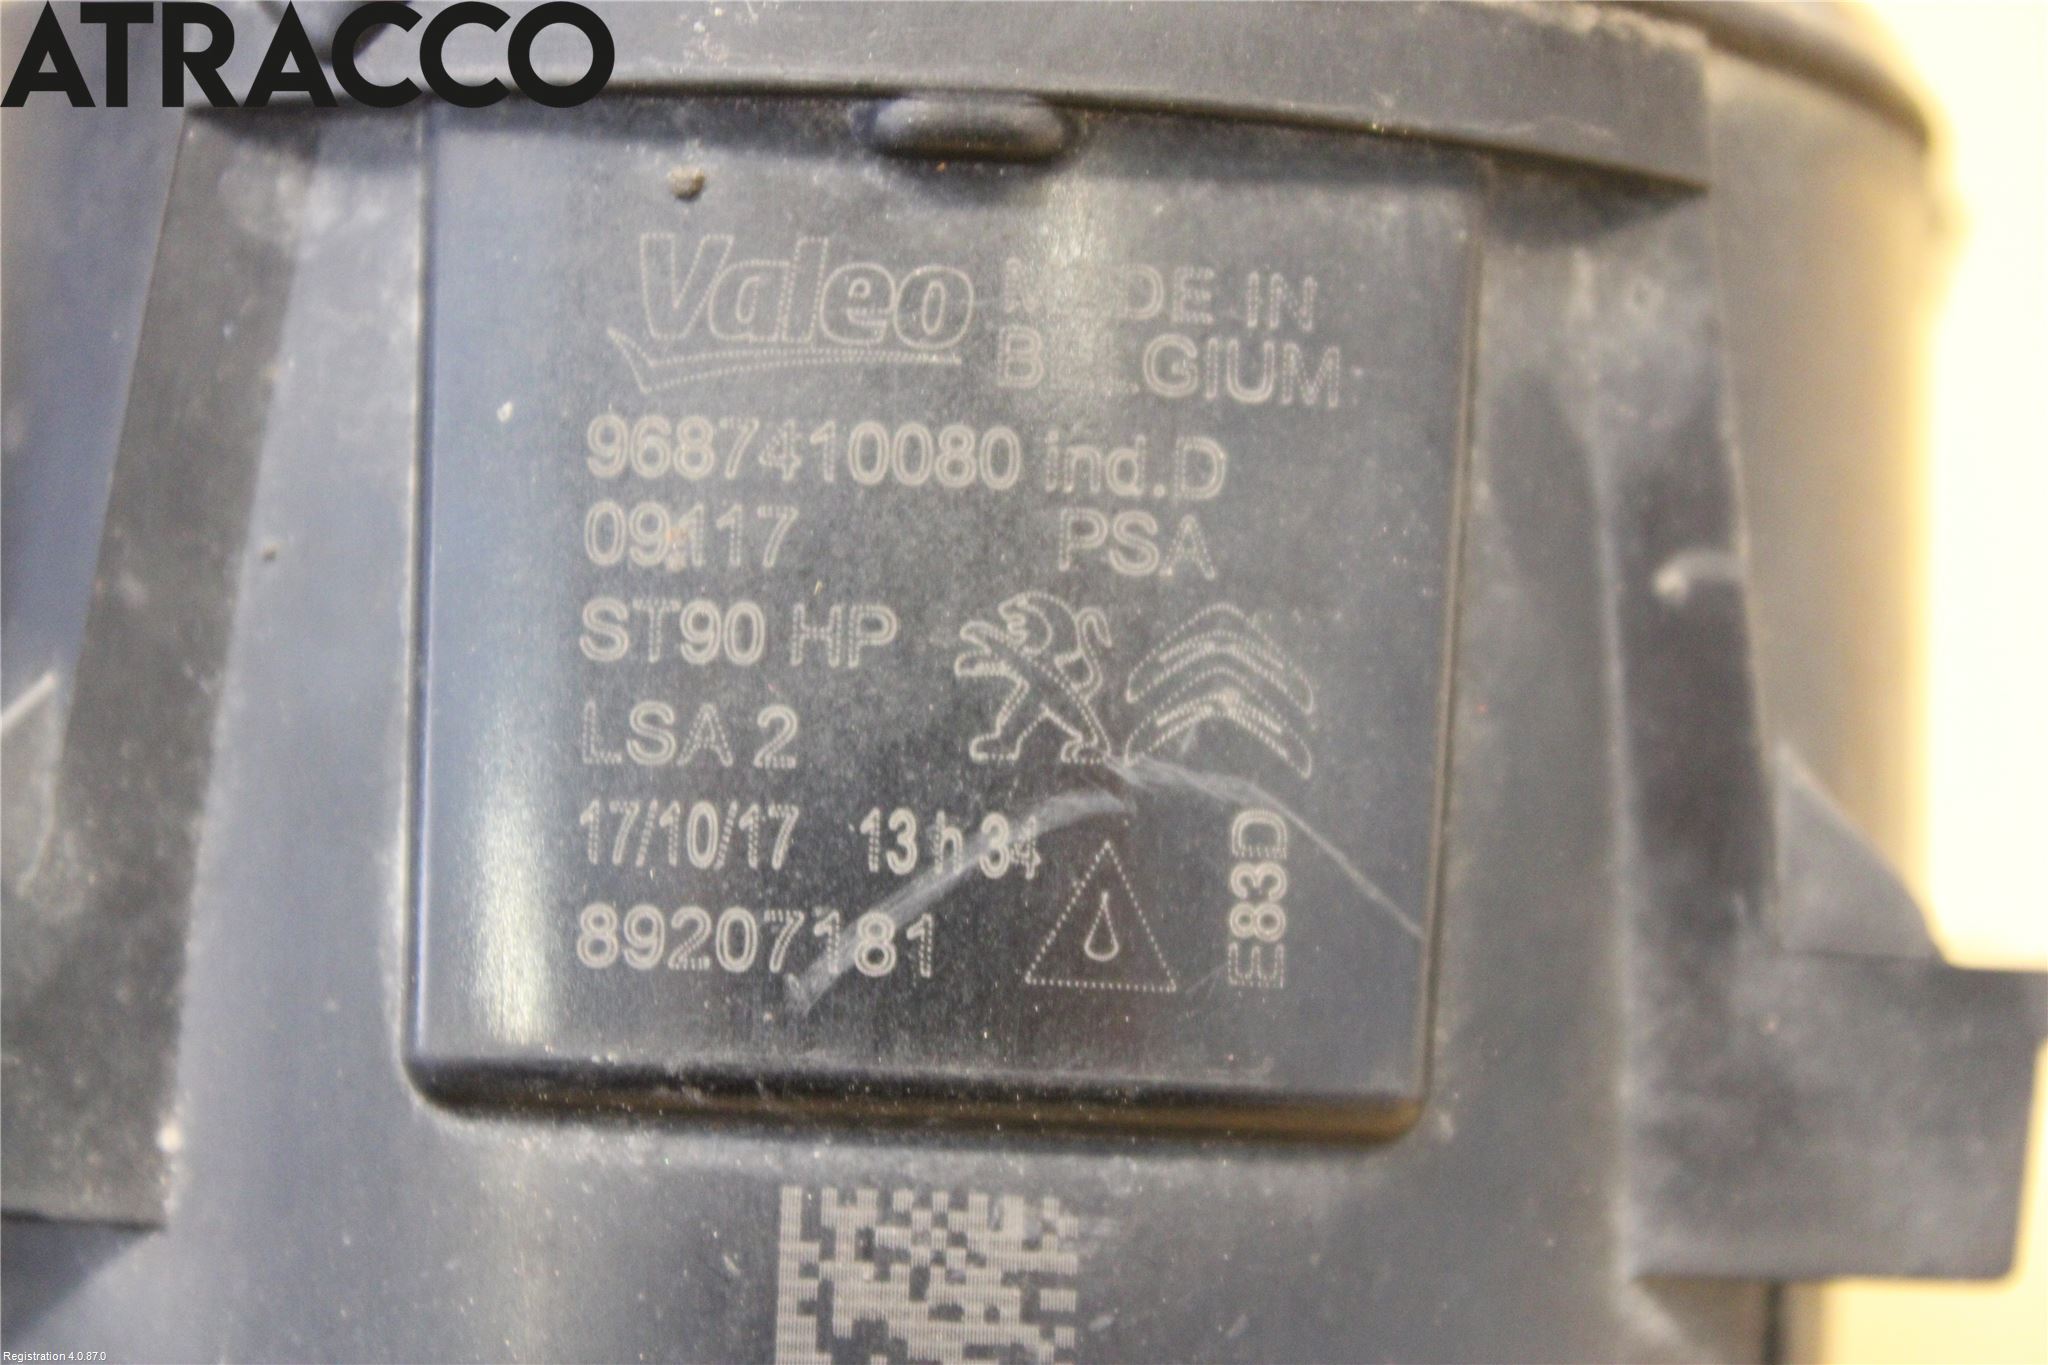 ATRACCO
Valeo MADE IN
BELGIUM
9687410080 ind.D
09117 PSA
ST90 HP
LSA 2
17/10/17 13 h 34
89207181
E83D
Registration 4.0.87.0